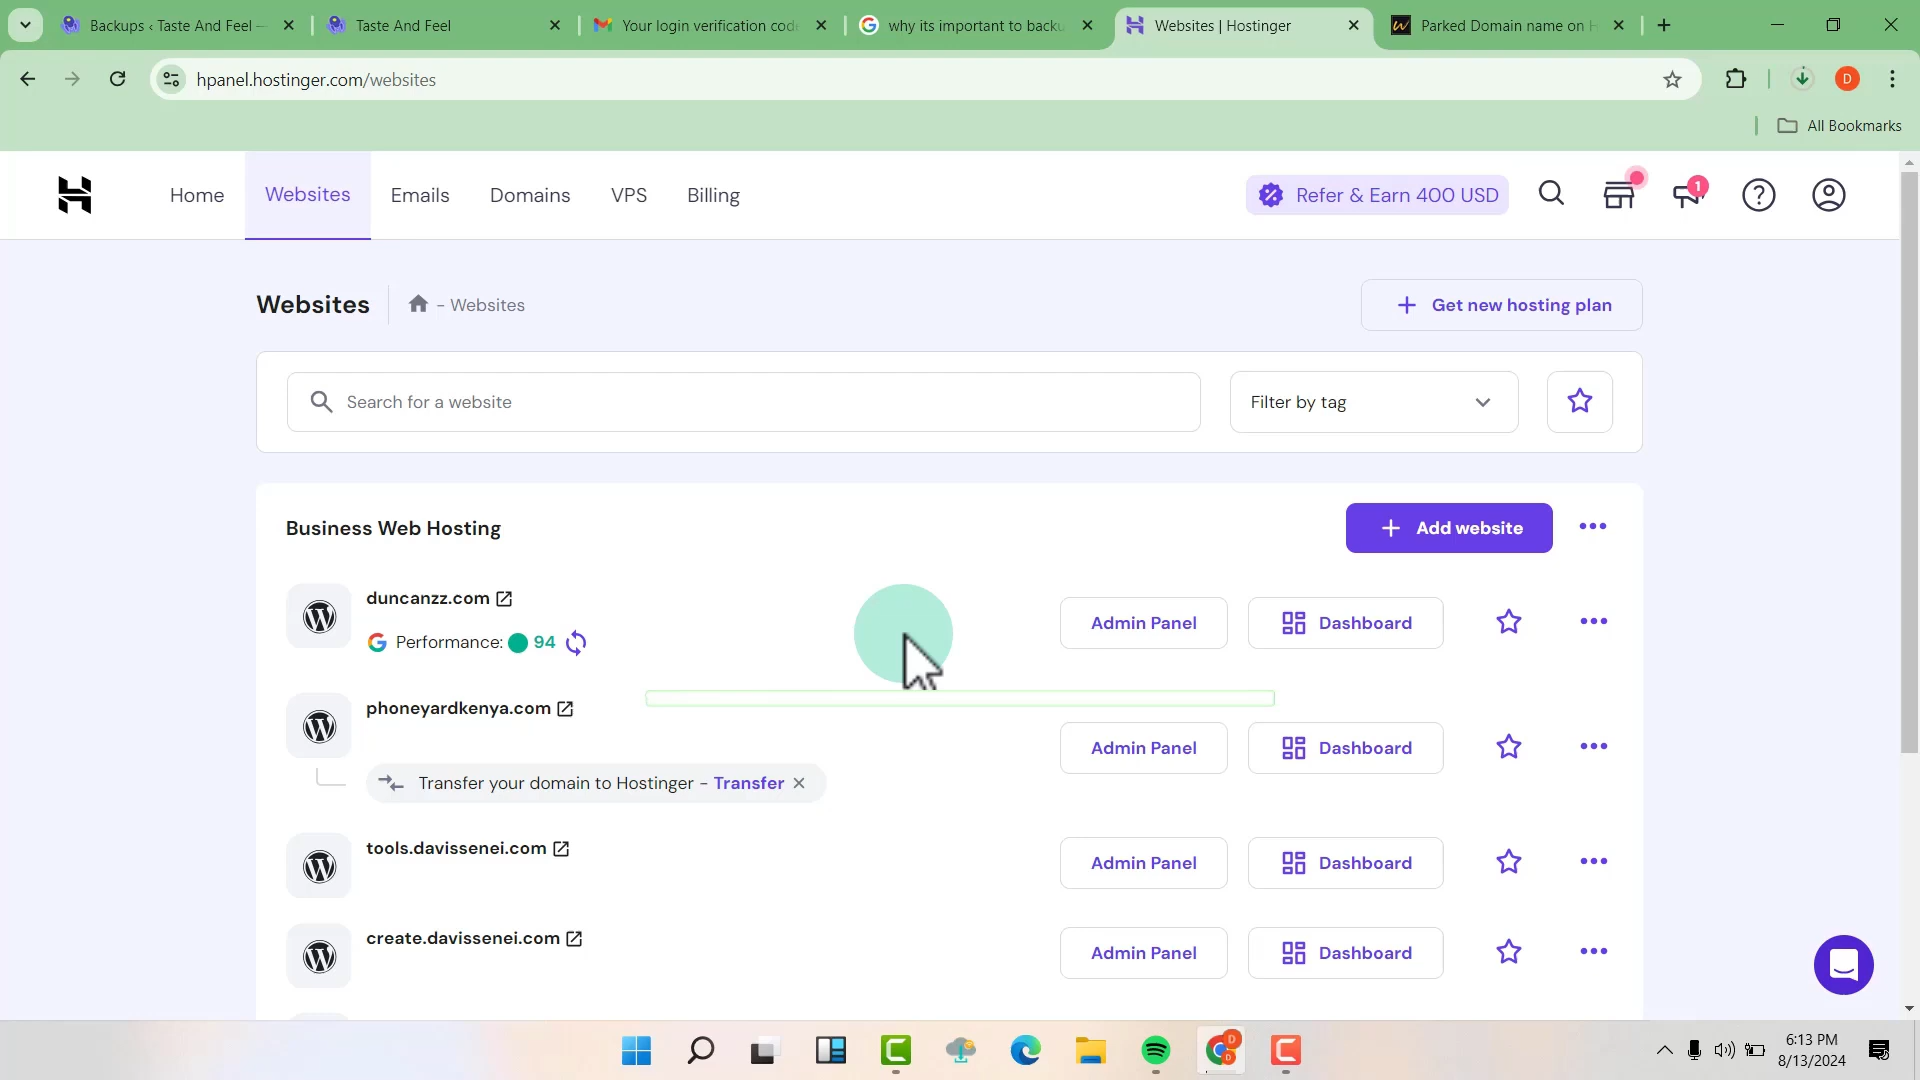 Backups ‹ Taste And Feel —
Taste And Feel
Your login verification code
why its important to backu
Websites | Hostinger
Parked Domain name on H
hpanel.hostinger.com/websites
D
All Bookmarks
Home
Websites
Emails
Domains
VPS
Billing
Refer & Earn 400 USD
1
Websites
- Websites
Get new hosting plan
Search for a website
Filter by tag
Business Web Hosting
Add website
duncanzz.com
Performance: 94
Admin Panel
Dashboard
phoneyardkenya.com
Admin Panel
Dashboard
Transfer your domain to Hostinger - Transfer
tools.davissenei.com
Admin Panel
Dashboard
create.davissenei.com
Admin Panel
Dashboard
6:13 PM
8/13/2024